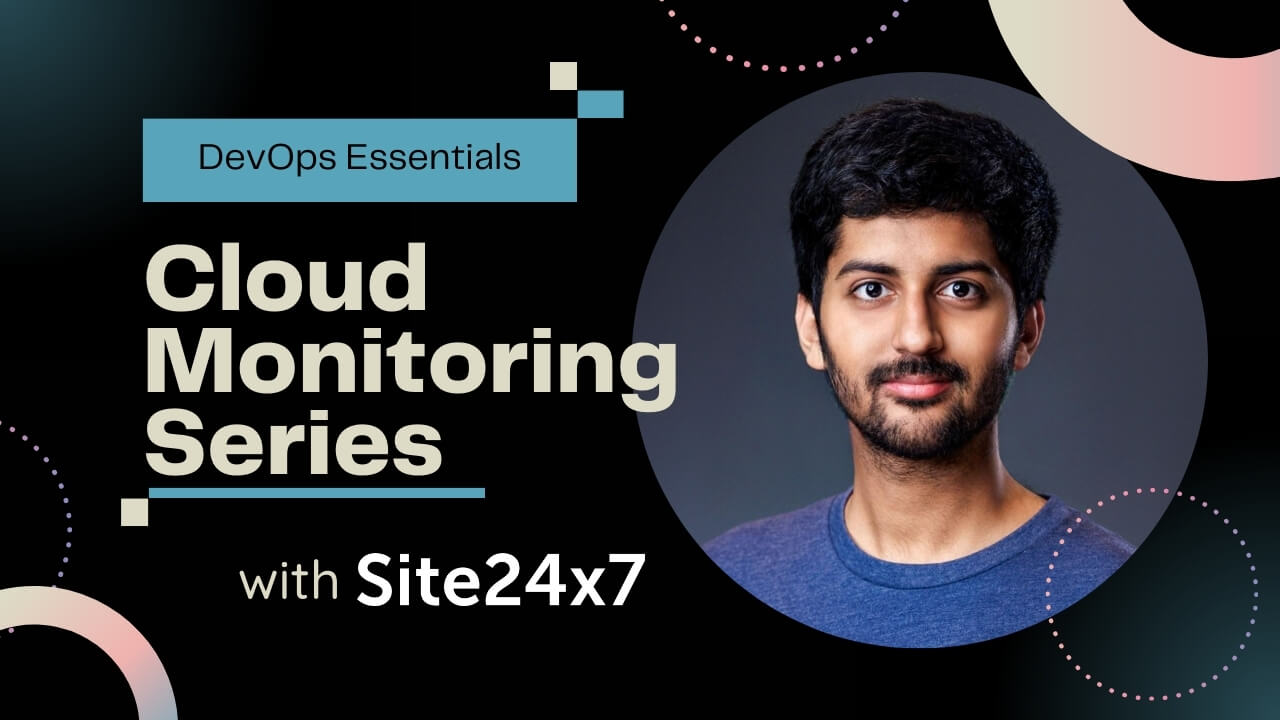 DevOps Essentials
Cloud
Monitoring
Series
with Site24x7